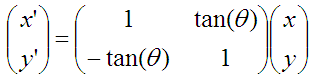 (x' y') = (1 tan(θ) −tan(θ) 1) (x y)